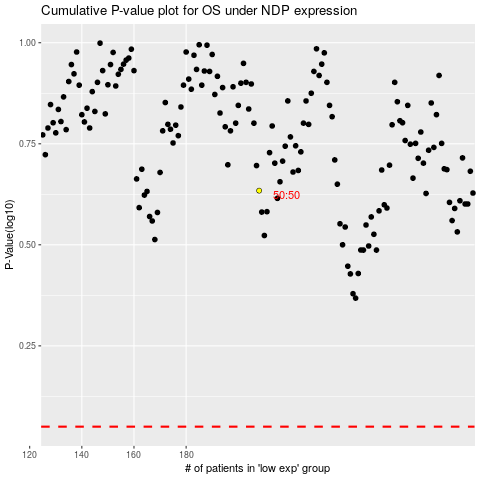 Cumulative P-value plot for OS under NDP expression
P-Value(log10)
1.00
0.75
0.50
0.25
50:50
120 140 160 180
# of patients in 'low exp' group